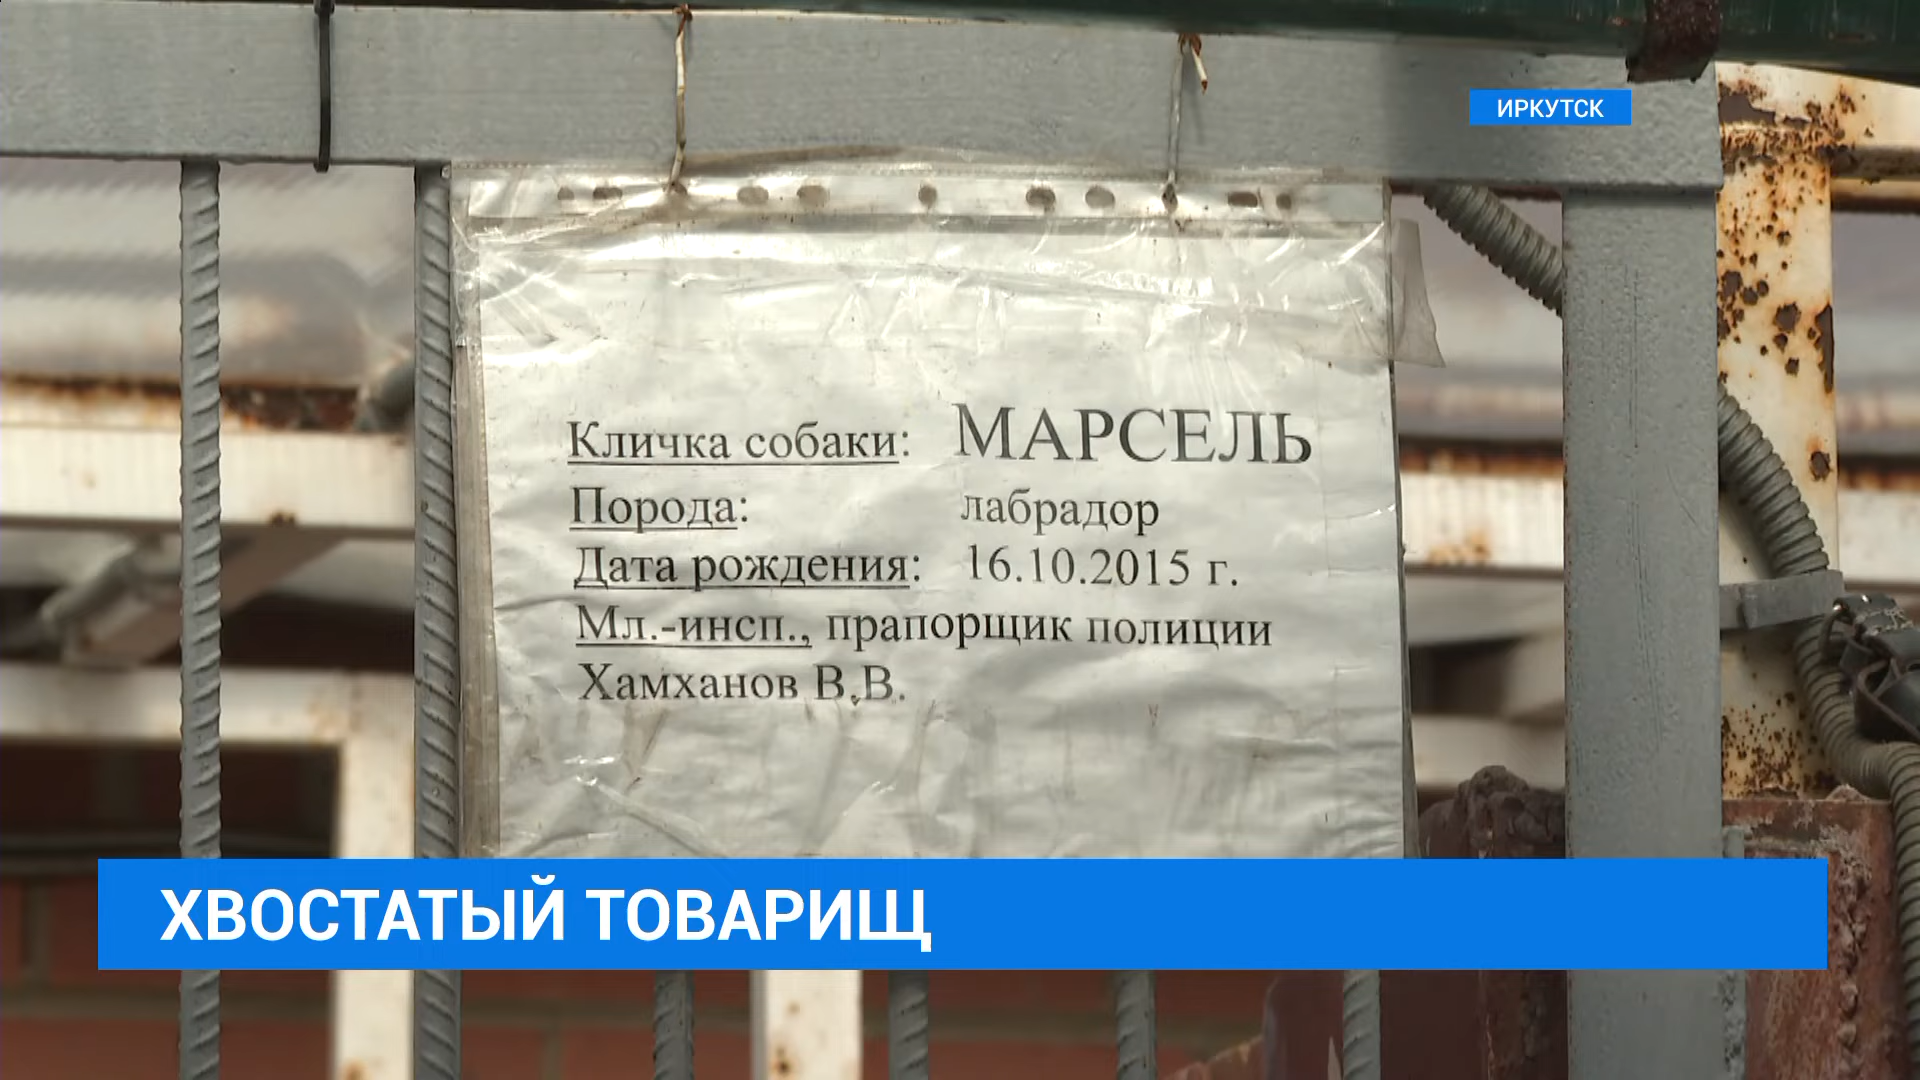 ИРКУТСК
Кличка собаки: МАРСЕЛЬ
Порода: лабрадор
Дата рождения: 16.10.2015 г.
Мл.-инсп., прапорщик полиции
Хамханов В.В.
ХВОСТАТЫЙ ТОВАРИЩ